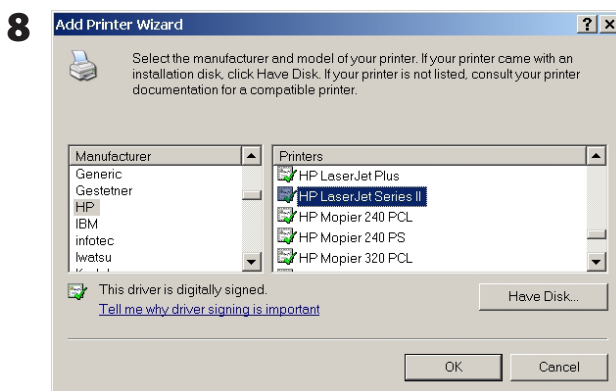 8
Add Printer Wizard
Select the manufacturer and model of your printer. If your printer came with an
installation disk, click Have Disk. If your printer is not listed, consult your printer
documentation for a compatible printer.
Manufacturer
Generic
Gestetner
HP
IBM
infotec
Iwatsu
Printers
HP LaserJet Plus
HP LaserJet Series II
HP Mopier 240 PCL
HP Mopier 240 PS
HP Mopier 320 PCL
This driver is digitally signed.
Tell me why driver signing is important
Have Disk...
OK
Cancel